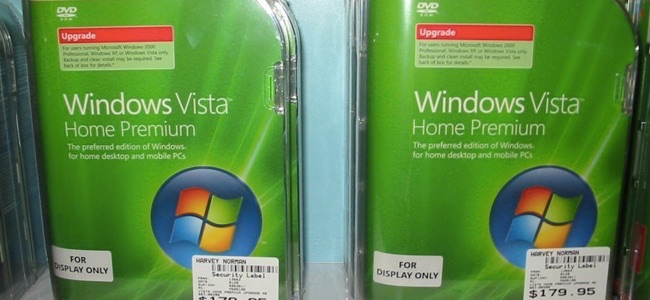 DVD
Upgrade
For users running Microsoft Windows 2000
Professional, Windows XP, or Windows Vista only.
Backup and clean install may be required. See
back of box for details.*
Windows Vista™
Home Premium
The preferred edition of Windows®
for home desktop and mobile PCs
FOR
DISPLAY ONLY
HARVEY NORMAN
Security Label
$179.95
DVD
Upgrade
For users running Microsoft Windows 2000
Professional, Windows XP, or Windows Vista only.
Backup and clean install may be required. See
back of box for details.*
Windows Vista™
Home Premium
The preferred edition of Windows®
for home desktop and mobile PCs
FOR
DISPLAY ONLY
HARVEY NORMAN
Security Label
$179.95